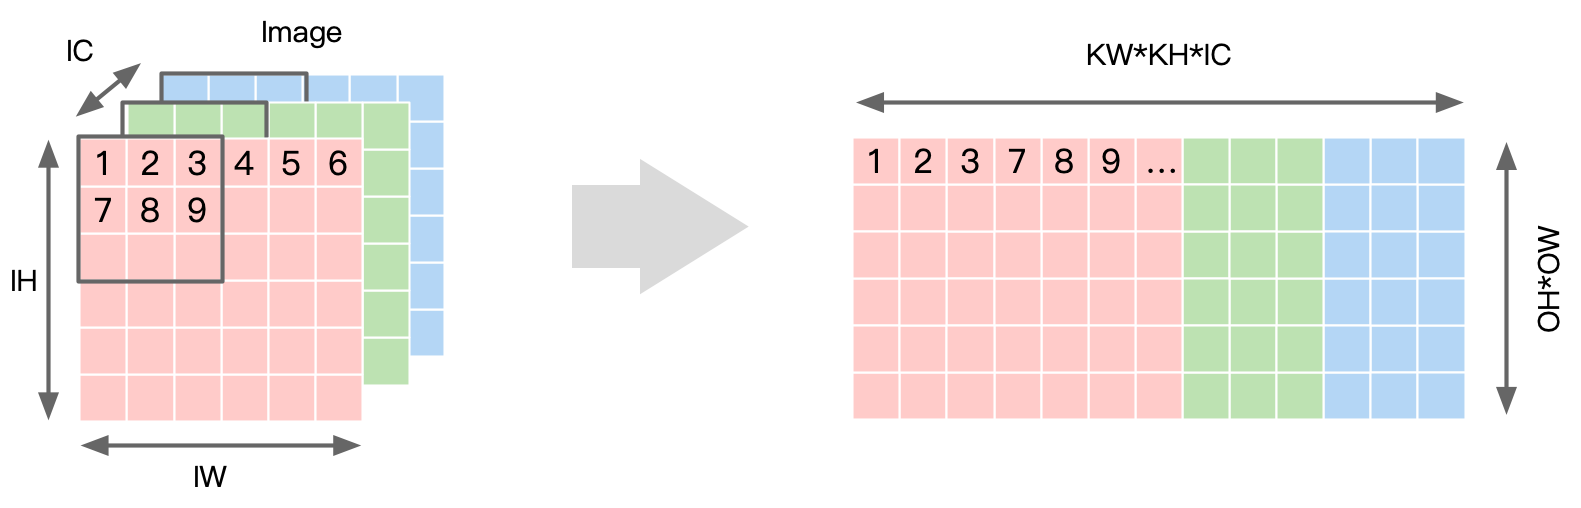 Image
IC
KW*KH*IC
1 2 3 4 5 6
7 8 9
1 2 3 7 8 9 ...
IH
OH*OW
IW